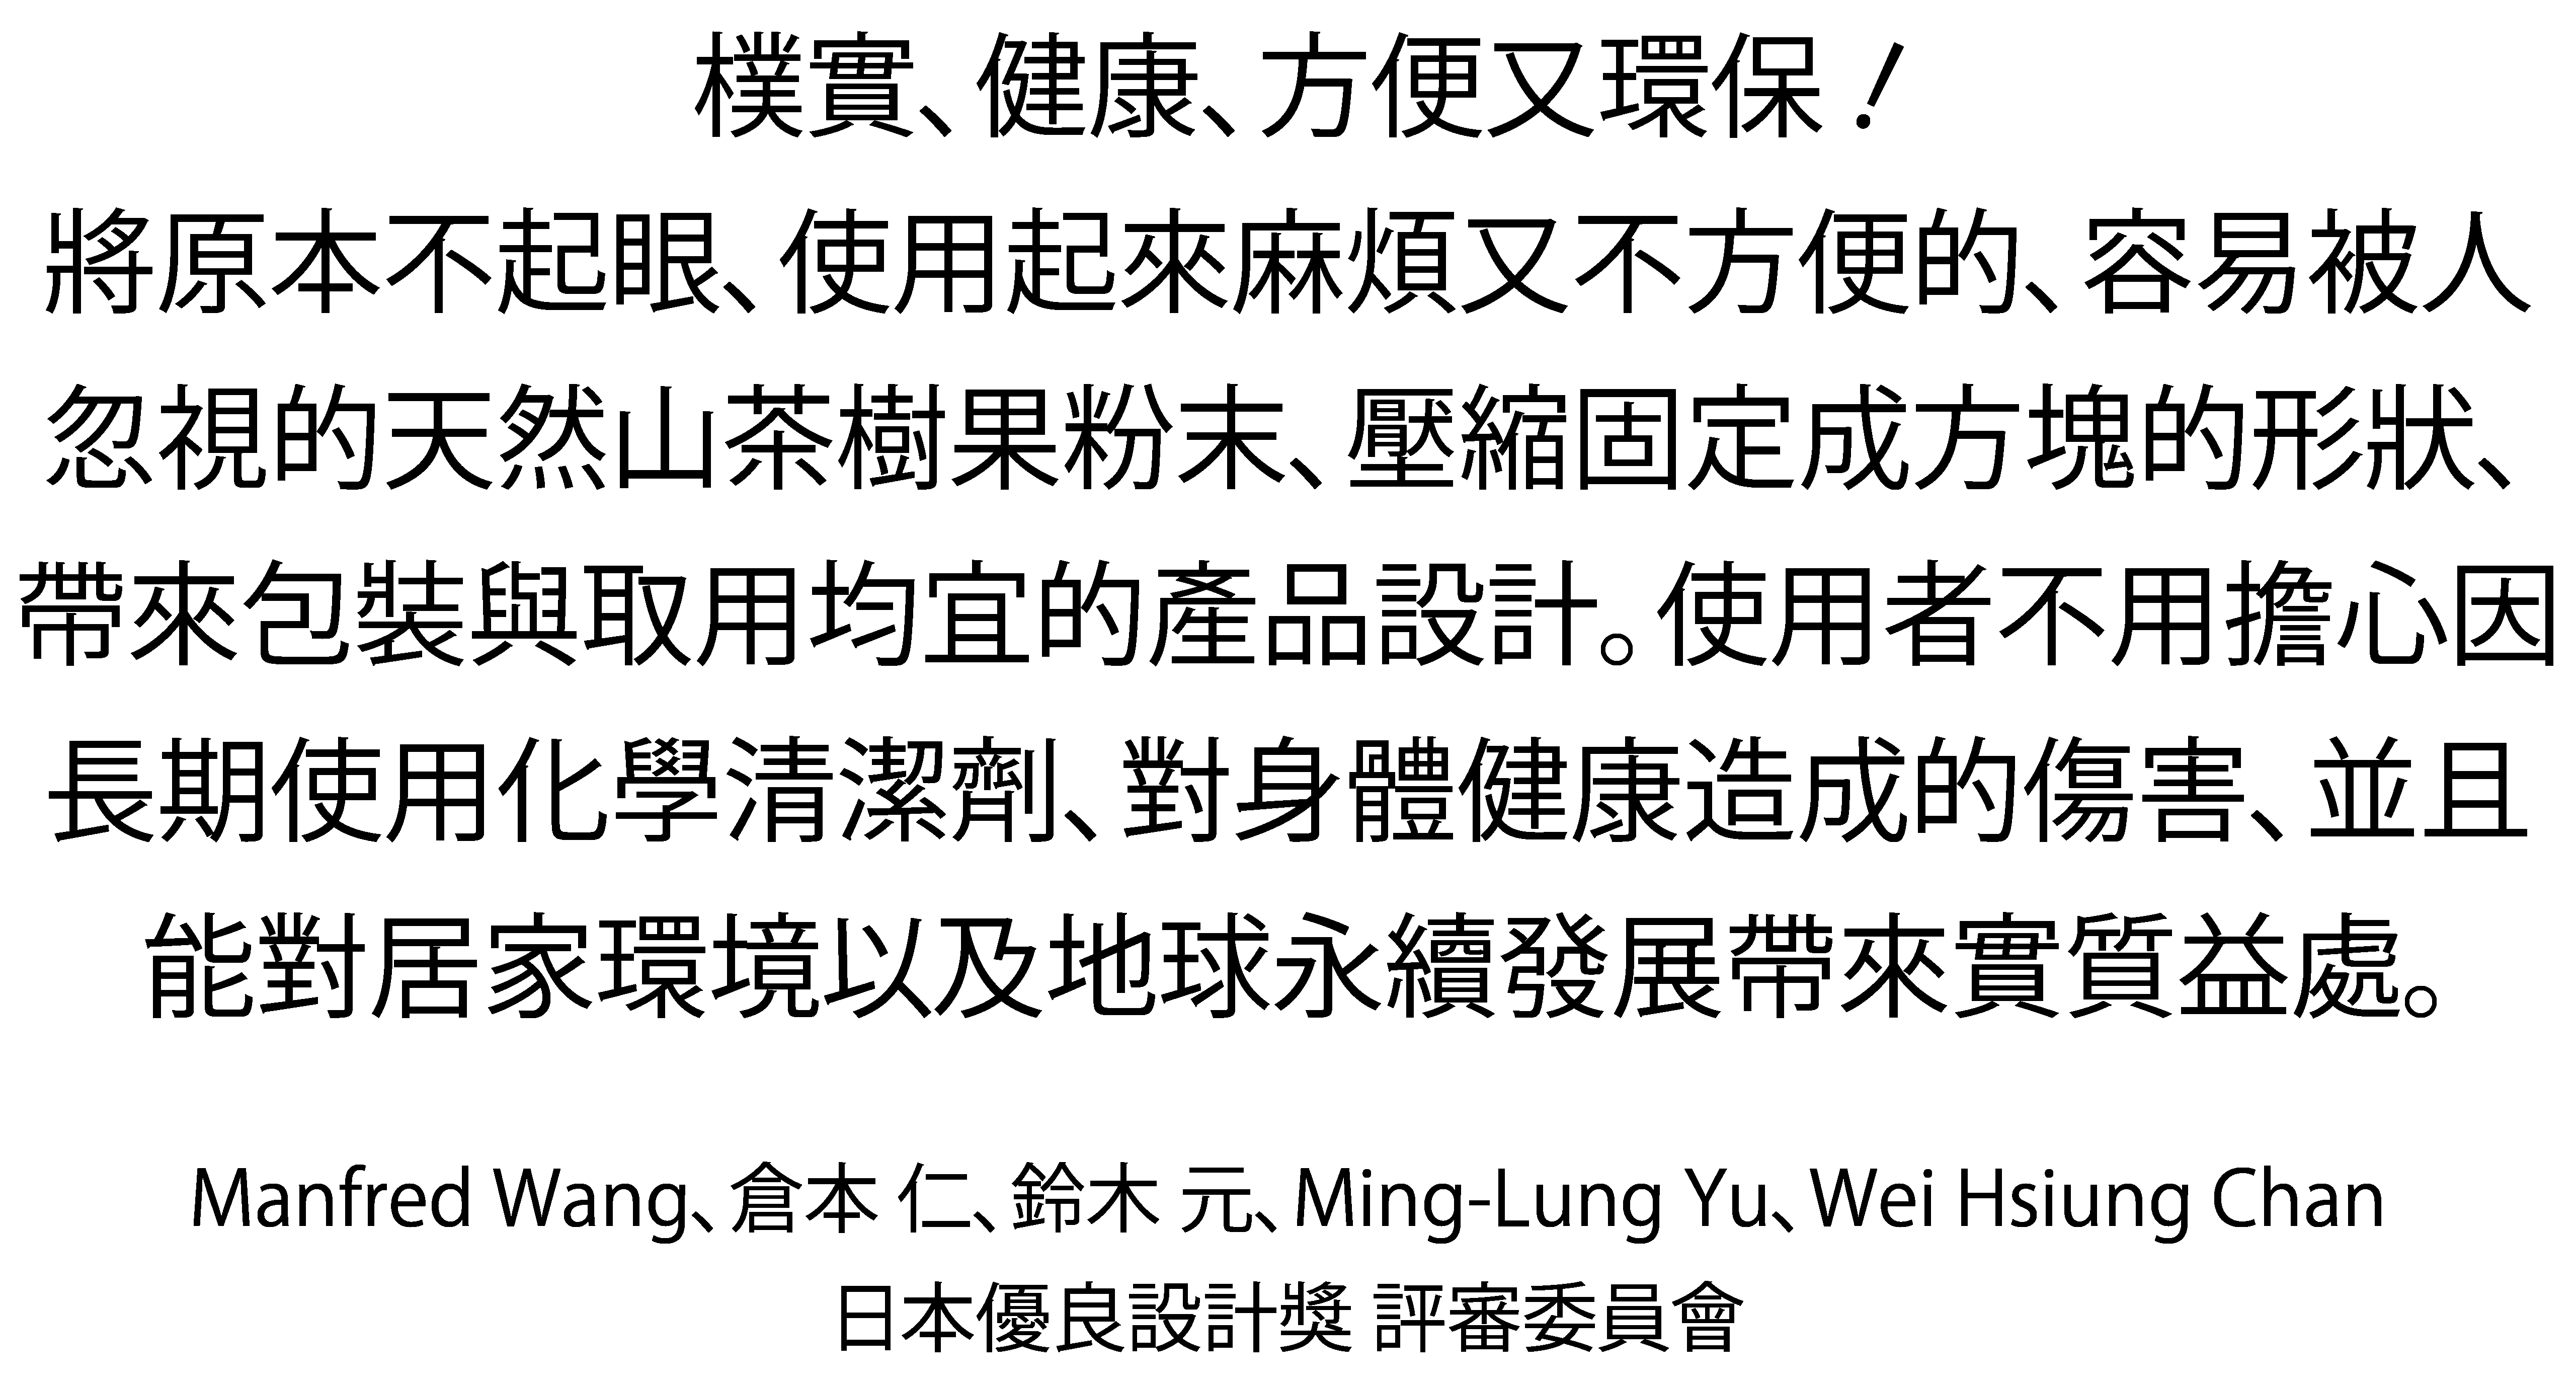 樸實、健康、方便又環保！
將原本不起眼、使用起來麻煩又不方便的、容易被人
忽視的天然山茶樹果粉末、壓縮固定成方塊的形狀、
帶來包裝與取用均宜的產品設計。使用者不用擔心因
長期使用化學清潔劑、對身體健康造成的傷害、並且
能對居家環境以及地球永續發展帶來實質益處。
Manfred Wang、倉本 仁、鈴木 元、Ming-Lung Yu、Wei Hsiung Chan
日本優良設計獎 評審委員會